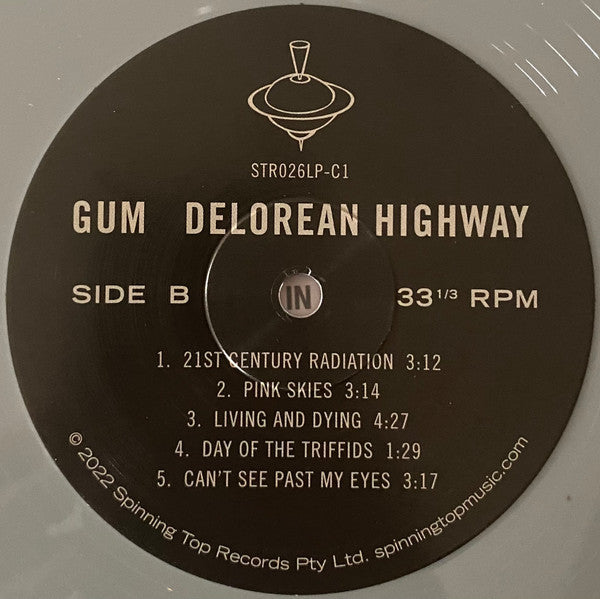 STR026LP-C1
GUM DELOREAN HIGHWAY
SIDE B
IN
33 1/3 RPM
1. 21ST CENTURY RADIATION 3:12
2. PINK SKIES 3:14
3. LIVING AND DYING 4:27
4. DAY OF THE TRIFFIDS 1:29
5. CAN'T SEE PAST MY EYES 3:17
© 2022 Spinning Top Records Pty Ltd. spinningtopmusic.com